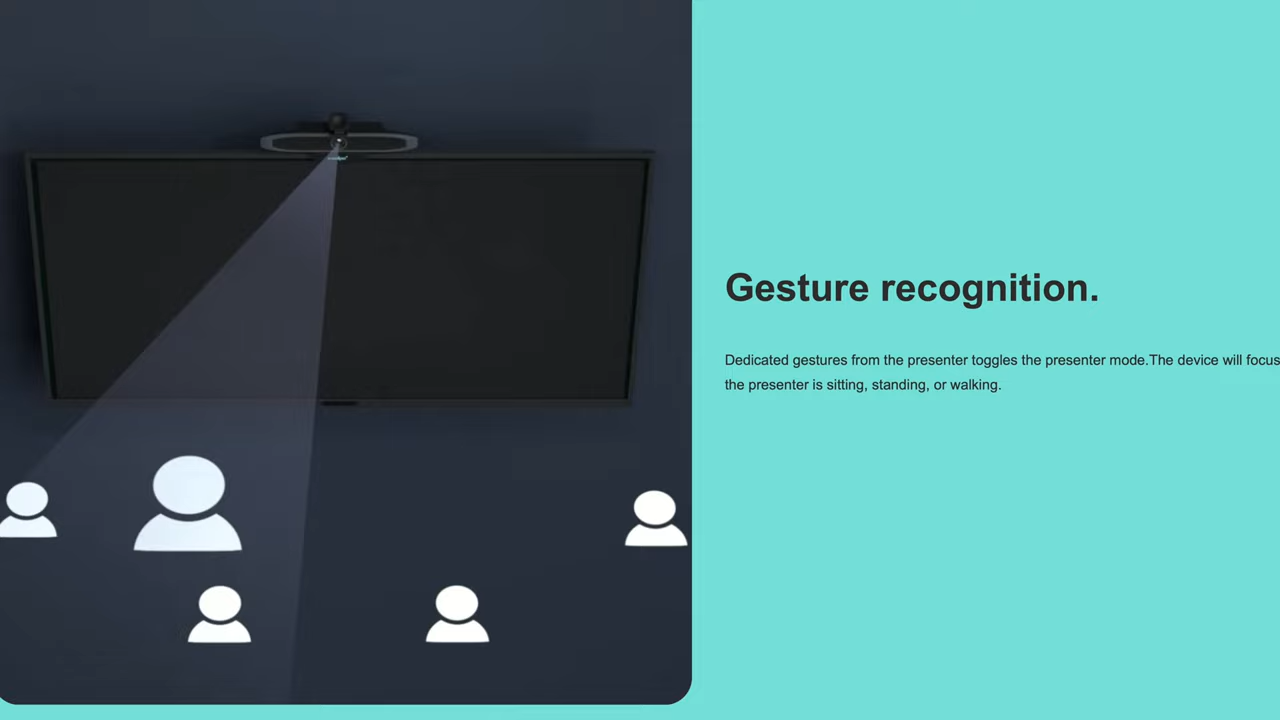 Gesture recognition.
Dedicated gestures from the presenter toggles the presenter mode.The device will focus
the presenter is sitting, standing, or walking.